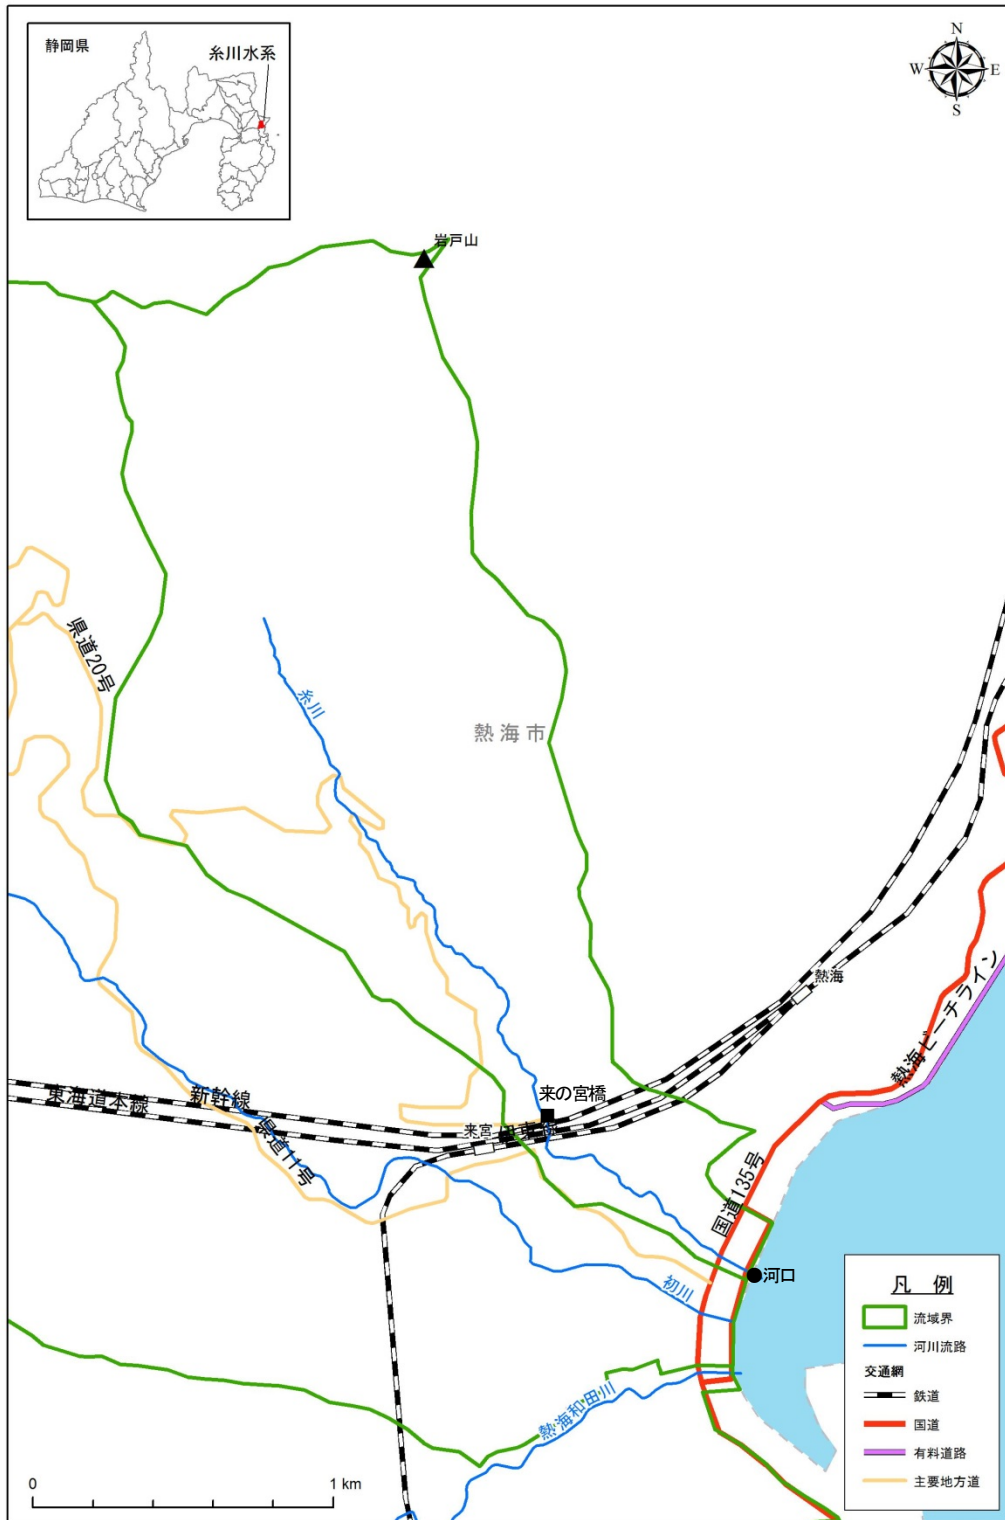 静岡県
糸川水系
N
W
E
S
岩戸山
県道20号
糸川
熱海市
熱海
熱海ビーチライン
東海道本線
新幹線
来の宮橋
来宮
県道11号
国道135号
河口
初川
熱海和田川
凡 例
流域界
河川流路
交通網
鉄道
国道
有料道路
主要地方道
0
1 km